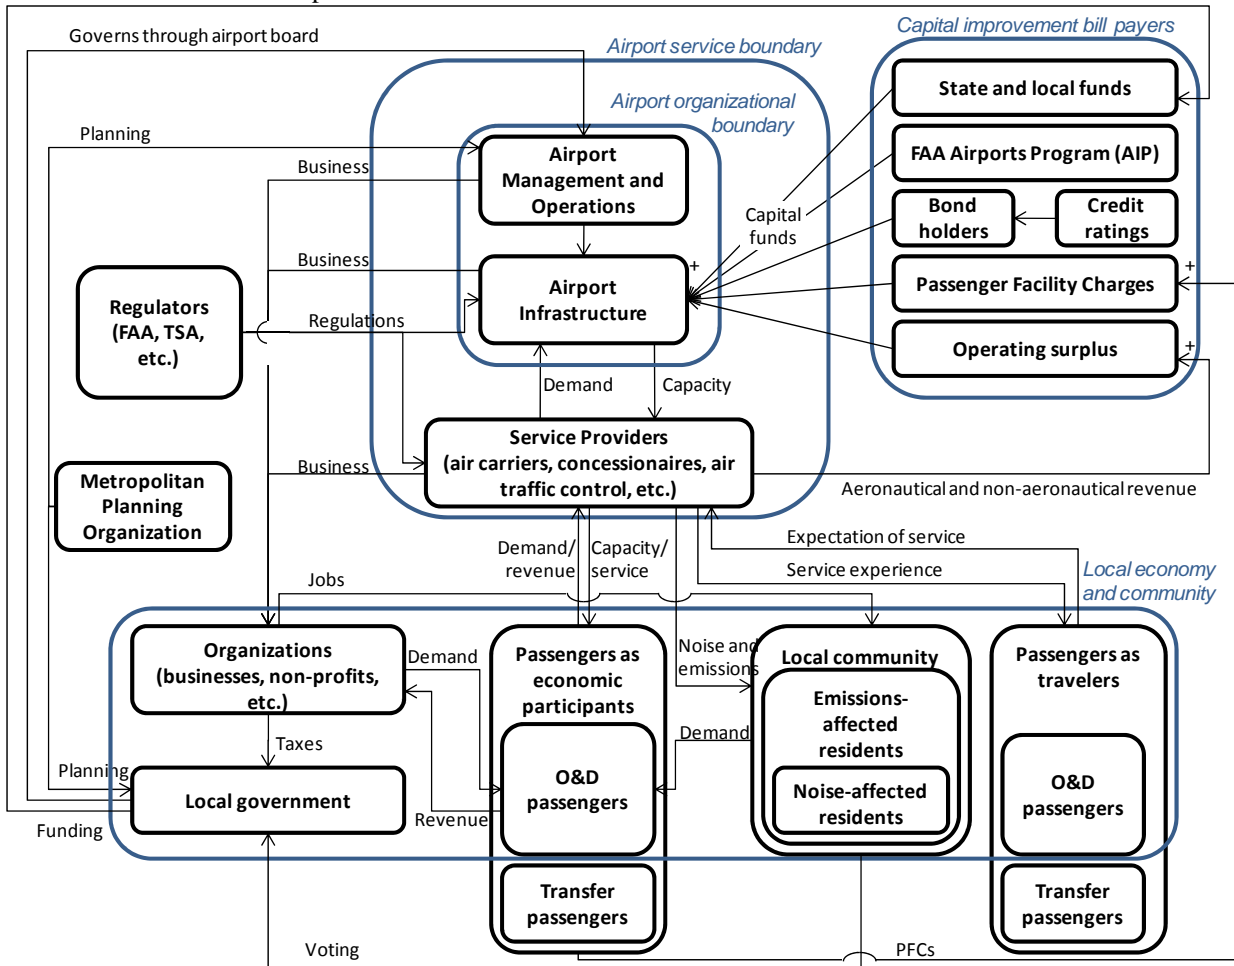 Governs through airport board
Airport service boundary
Capital improvement bill payers
Airport organizational
boundary
State and local funds
Planning
Airport
Management and
Operations
FAA Airports Program (AIP)
Business
Bond
holders
Credit
ratings
Capital
funds
Business
+
+
Airport
Infrastructure
Passenger Facility Charges
Regulators
(FAA, TSA,
etc.)
Regulations
Operating surplus
+
Demand
Capacity
Service Providers
(air carriers, concessionaires, air
traffic control, etc.)
Business
Metropolitan
Planning
Organization
Aeronautical and non-aeronautical revenue
Demand/
revenue
Capacity/
service
Expectation of service
Service experience
Local economy
and community
Jobs
Organizations
(businesses, non-profits,
etc.)
Demand
Passengers as
economic
participants
Noise and
emissions
Local community
Passengers as
travelers
Emissions-
affected
residents
Demand
Taxes
Planning
Local government
O&D
passengers
Noise-affected
residents
O&D
passengers
Revenue
Funding
Transfer
passengers
Transfer
passengers
Voting
PFCs